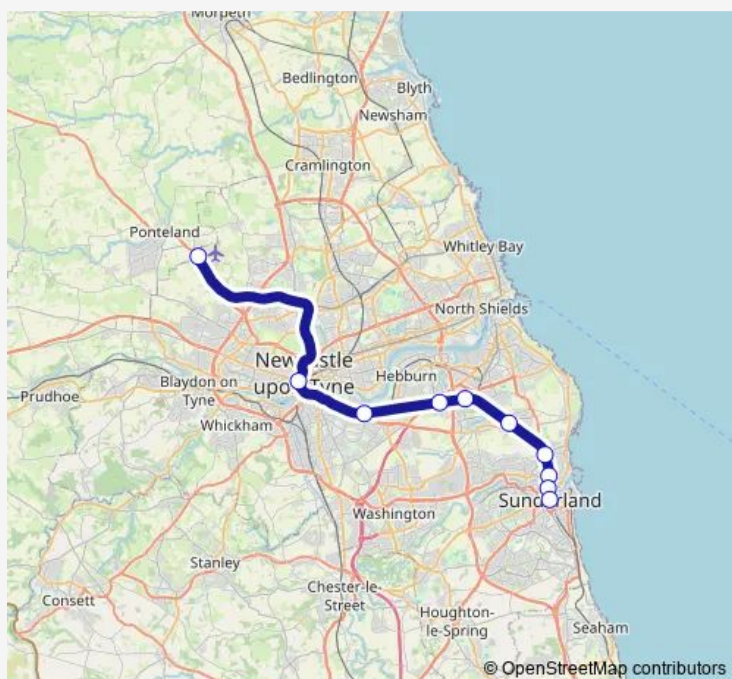 Morpeth
Bedlington
Blyth
Newsham
Cramlington
Ponteland
Whitley Bay
North Shields
Newcastle
upon Tyne
Hebburn
Blaydon on
Tyne
Prudhoe
Whickham
Sunderland
Washington
Stanley
Chester-le-
Street
Consett
Houghton-
le-Spring
Seaham
© OpenStreetMap contributors